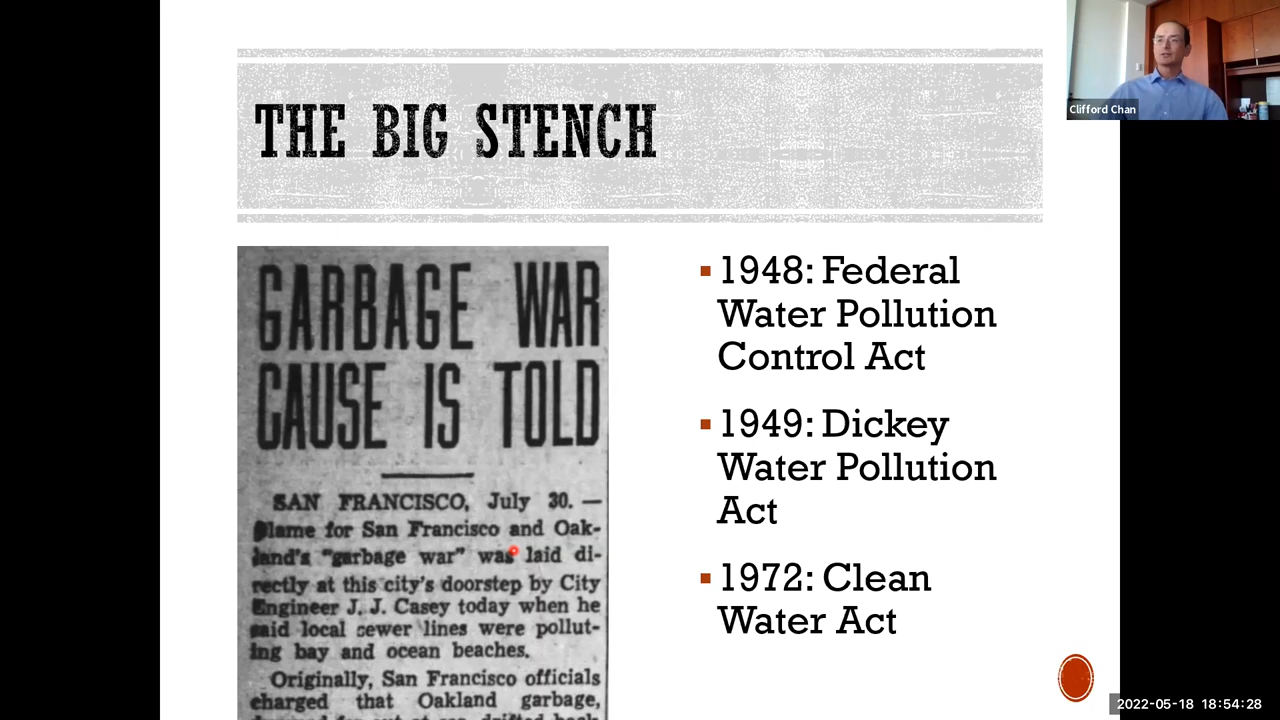 THE BIG STENCH
Clifford Chan
GARBAGE WAR
CAUSE IS TOLD
SAN FRANCISCO, July 30. —
Blame for San Francisco and Oak-
land's "garbage war" was laid di-
rectly at this city's doorstep by City
Engineer J. J. Casey today when he
said local sewer lines were pollut-
ing bay and ocean beaches.
Originally, San Francisco officials
charged that Oakland garbage,
1948: Federal
Water Pollution
Control Act
1949: Dickey
Water Pollution
Act
1972: Clean
Water Act
2022-05-18 18:54:28